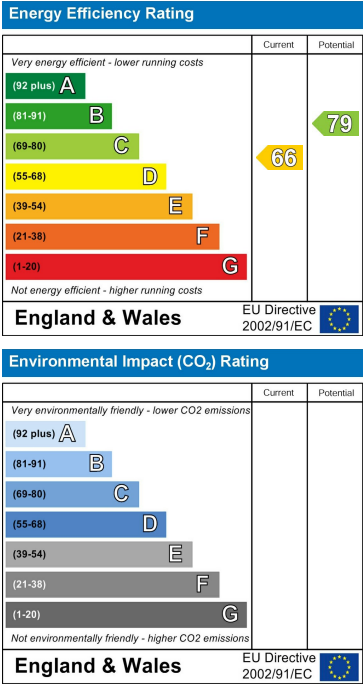 Energy Efficiency Rating
Current Potential
Very energy efficient - lower running costs
(92 plus) A
(81-91) B
(69-80) C
(55-68) D
(39-54) E
(21-38) F
(1-20) G
66
79
Not energy efficient - higher running costs
England & Wales
EU Directive
2002/91/EC
Environmental Impact (CO₂) Rating
Current Potential
Very environmentally friendly - lower CO2 emissions
(92 plus) A
(81-91) B
(69-80) C
(55-68) D
(39-54) E
(21-38) F
(1-20) G
Not environmentally friendly - higher CO2 emissions
England & Wales
EU Directive
2002/91/EC